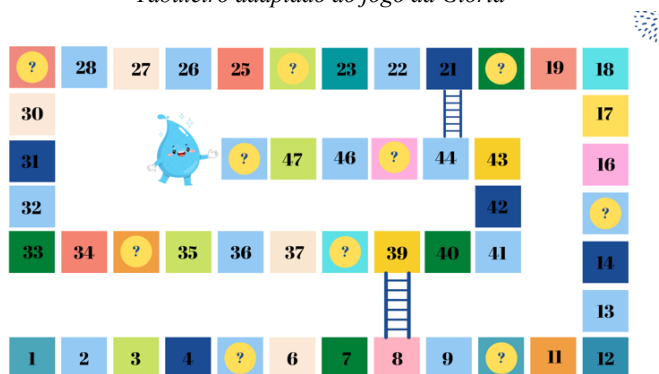 Tabuleiro adaptado do Jogo da Glória
? 28 27 26 25 ? 23 22 21 ? 19 18
30 17
? 47 46 ? 44 43
31 16
32 42 ?
33 34 ? 35 36 37 ? 39 40 41
14
13
1 2 3 4 ? 6 7 8 9 ? 11 12